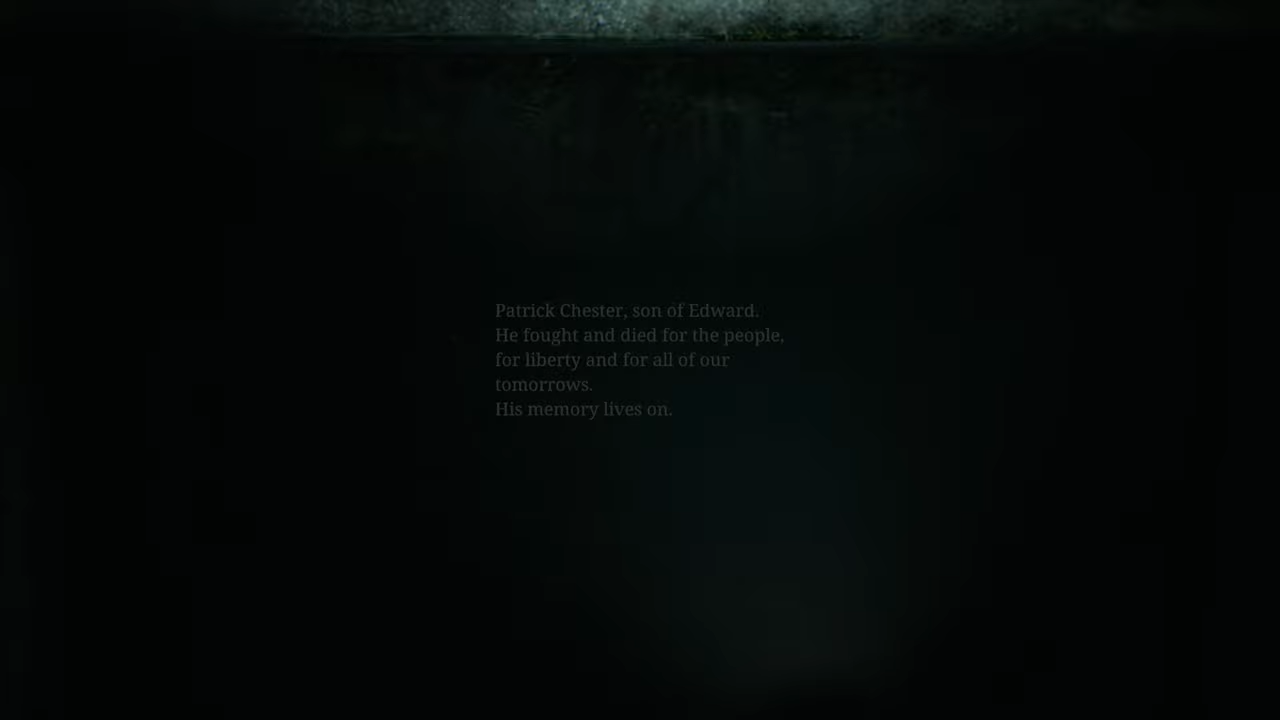 Patrick Chester, son of Edward.
He fought and died for the people,
for liberty and for all of our
tomorrows.
His memory lives on.